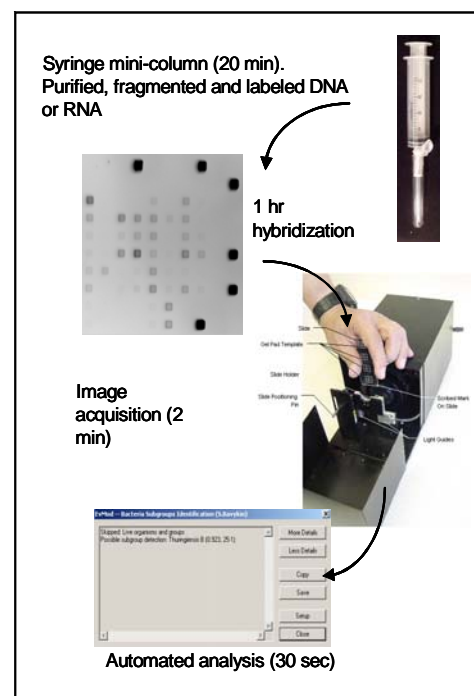 Syringe mini-column (20 min).
Purified, fragmented and labeled DNA
or RNA
1 hr
hybridization
Slide
Gel Pad Template
Slide Holder
Slide Positioning
Pin
Scribed Mark
On Slide
Light Guides
Image
acquisition (2
min)
Bacteria Subgroups Identification
Skipped: Live organisms and groups
Possible subgroup detection: Thuringiensis B
More Details
Less Details
Copy
Save
Setup
Close
Automated analysis (30 sec)